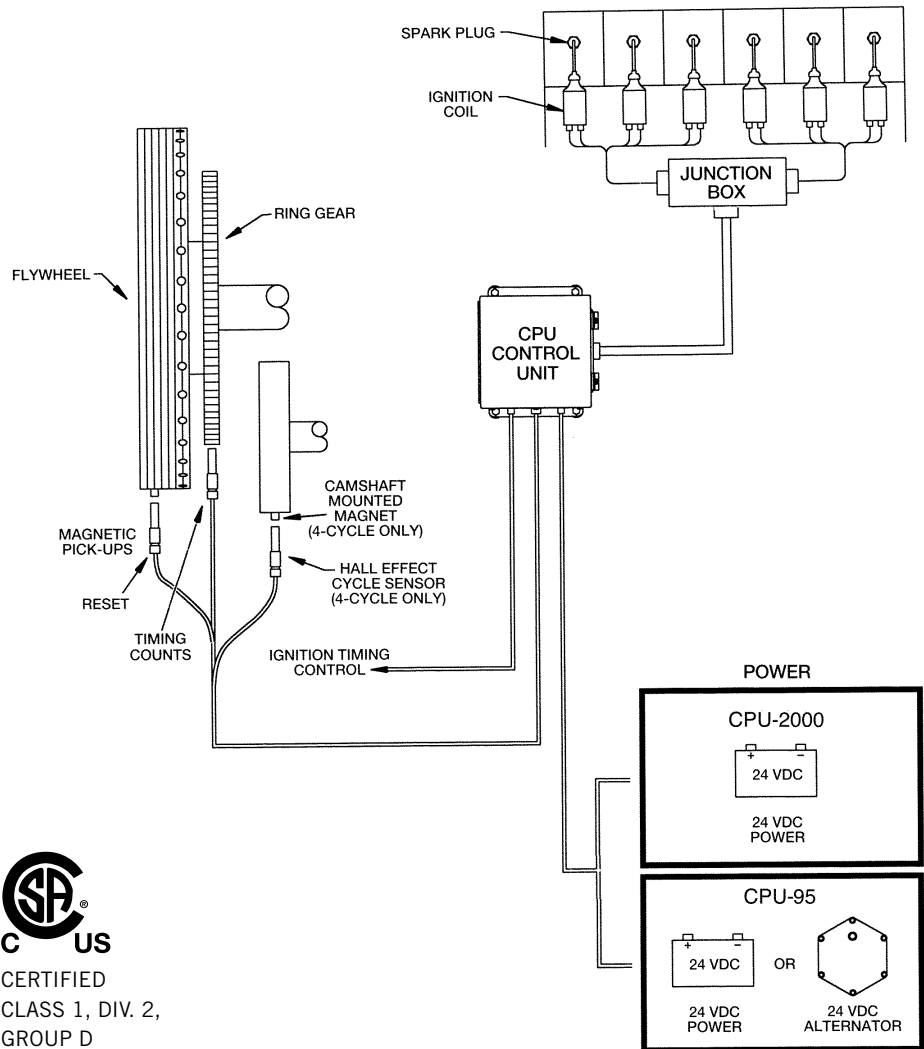 SPARK PLUG
IGNITION
COIL
JUNCTION
BOX
RING GEAR
FLYWHEEL
CPU
CONTROL
UNIT
CAMSHAFT
MOUNTED
MAGNET
(4-CYCLE ONLY)
MAGNETIC
PICK-UPS
HALL EFFECT
CYCLE SENSOR
(4-CYCLE ONLY)
RESET
TIMING
COUNTS
IGNITION TIMING
CONTROL
POWER
CPU-2000
+ −
24 VDC
24 VDC
POWER
CPU-95
+ −
24 VDC
OR
24 VDC
POWER
24 VDC
ALTERNATOR
CSA ®
C US
CERTIFIED
CLASS 1, DIV. 2,
GROUP D